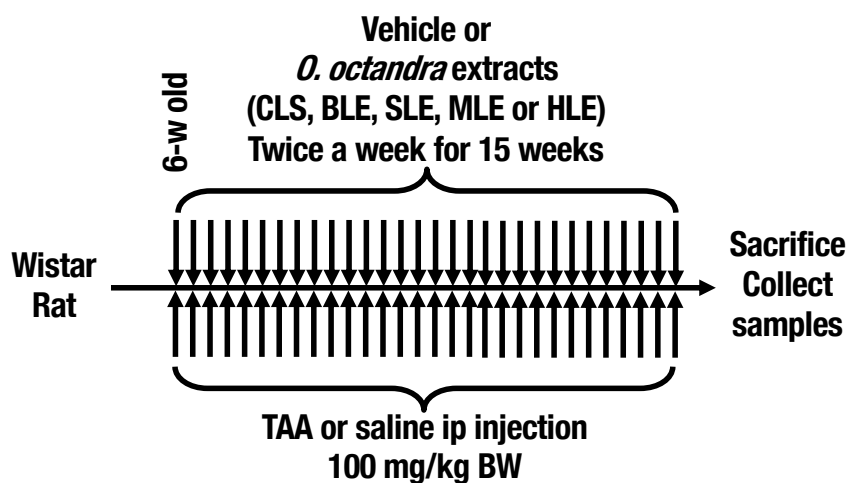 Vehicle or
O. octandra extracts
(CLS, BLE, SLE, MLE or HLE)
Twice a week for 15 weeks
6-w old
Wistar
Rat
Sacrifice
Collect
samples
TAA or saline ip injection
100 mg/kg BW